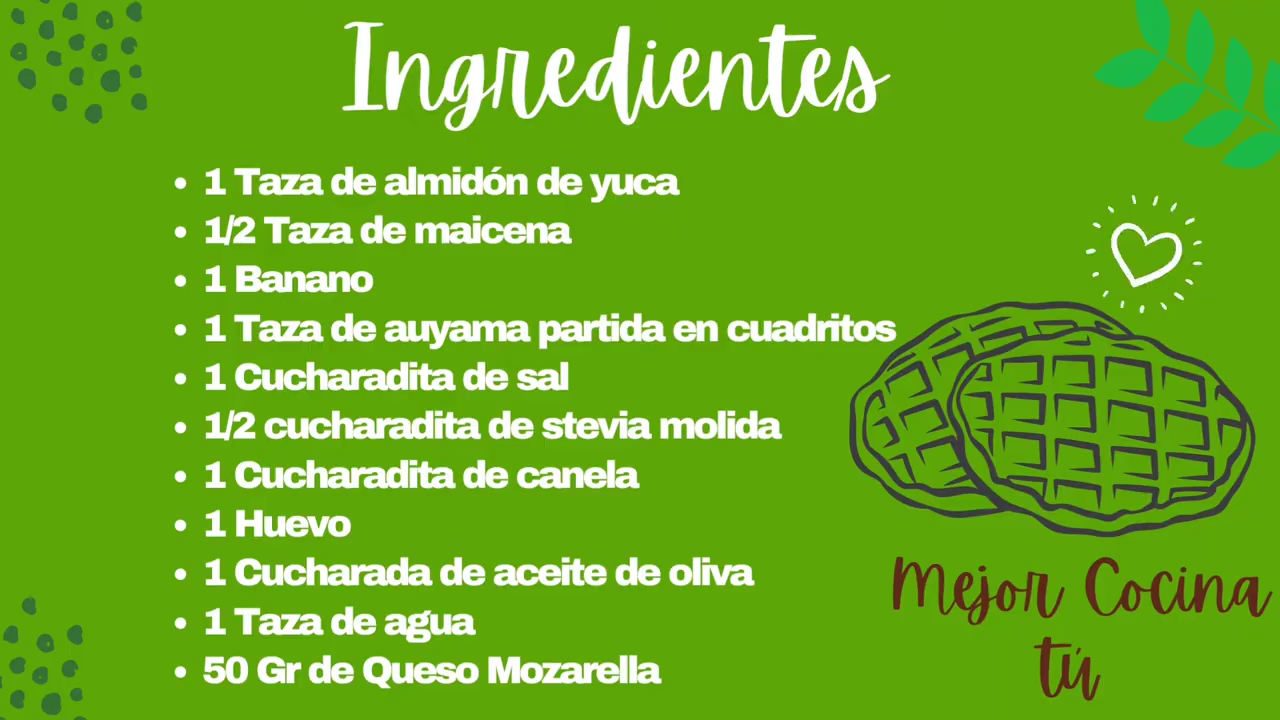 Ingredientes
1 Taza de almidón de yuca
1/2 Taza de maicena
1 Banano
1 Taza de auyama partida en cuadritos
1 Cucharadita de sal
1/2 cucharadita de stevia molida
1 Cucharadita de canela
1 Huevo
1 Cucharada de aceite de oliva
1 Taza de agua
50 Gr de Queso Mozarella
Mejor Cocina
tú